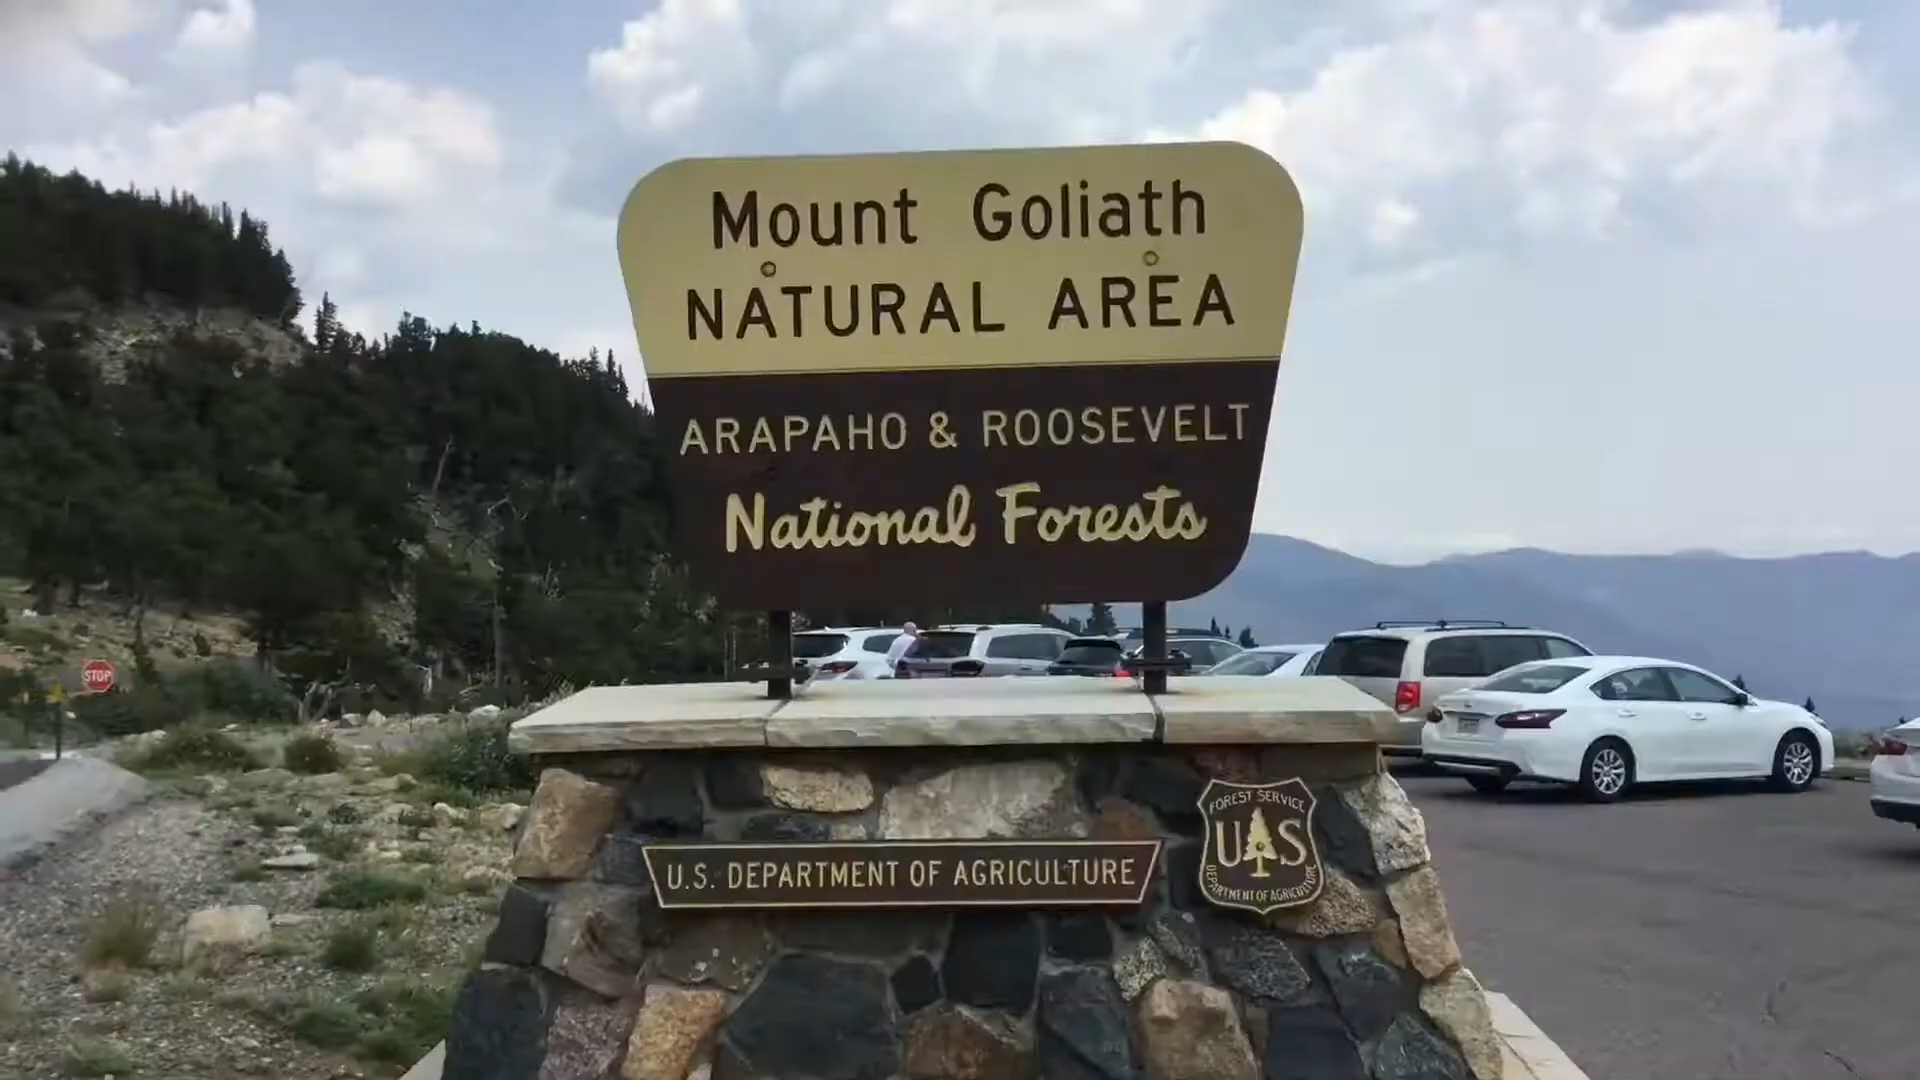 Mount Goliath
NATURAL AREA
ARAPAHO & ROOSEVELT
National Forests
STOP
U.S. DEPARTMENT OF AGRICULTURE
FOREST SERVICE
U S
DEPARTMENT OF AGRICULTURE